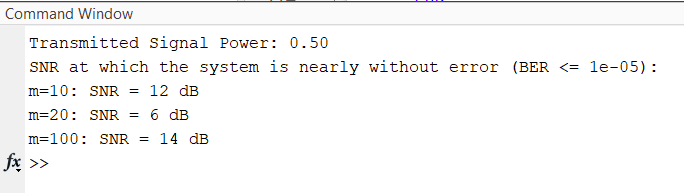 Command Window
Transmitted Signal Power: 0.50
SNR at which the system is nearly without error (BER <= 1e-05):
m=10: SNR = 12 dB
m=20: SNR = 6 dB
m=100: SNR = 14 dB
fx >>